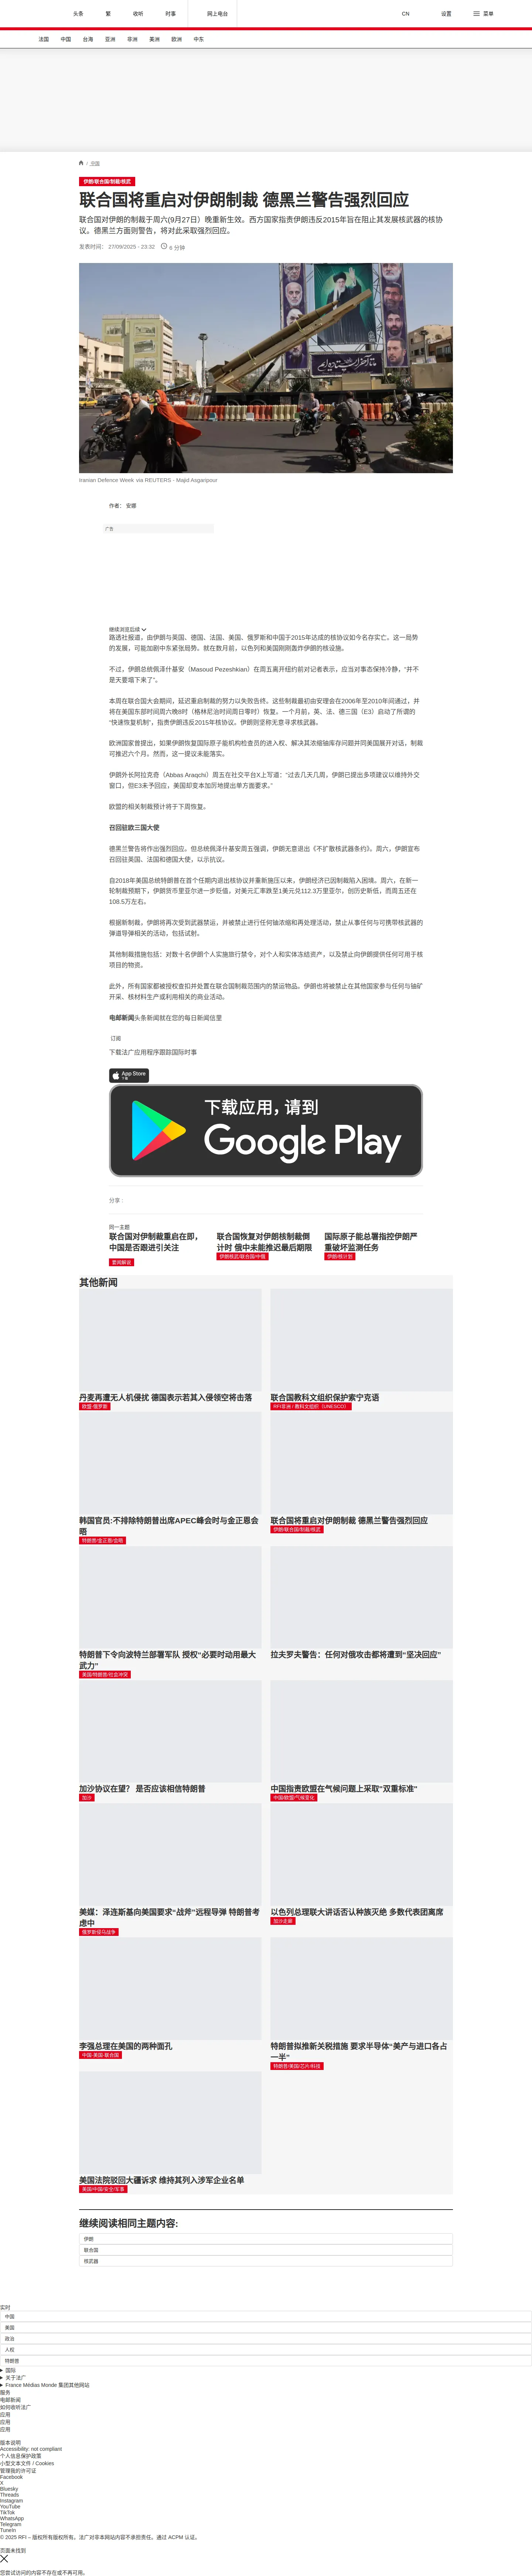 头条
繁
收听
时事
网上电台
CN
设置
菜单
法国
中国
台海
亚洲
非洲
美洲
欧洲
中东
/ 中国
伊朗/联合国/制裁/核武
联合国将重启对伊朗制裁 德黑兰警告强烈回应
联合国对伊朗的制裁于周六(9月27日）晚重新生效。西方国家指责伊朗违反2015年旨在阻止其发展核武器的核协
议。德黑兰方面则警告，将对此采取强烈回应。
发表时间： 27/09/2025 - 23:32
6 分钟
Iranian Defence Week via REUTERS - Majid Asgaripour
作者： 安娜
广告
继续浏览后续
路透社报道，由伊朗与英国、德国、法国、美国、俄罗斯和中国于2015年达成的核协议如今名存实亡。这一局势
的发展，可能加剧中东紧张局势。就在数月前，以色列和美国刚刚轰炸伊朗的核设施。
不过，伊朗总统佩泽什基安（Masoud Pezeshkian）在周五离开纽约前对记者表示，应当对事态保持冷静，“并不
是天要塌下来了”。
本周在联合国大会期间，延迟重启制裁的努力以失败告终。这些制裁最初由安理会在2006年至2010年间通过，并
将在美国东部时间周六晚8时（格林尼治时间周日零时）恢复。一个月前，英、法、德三国（E3）启动了所谓的
“快速恢复机制”，指责伊朗违反2015年核协议。伊朗则坚称无意寻求核武器。
欧洲国家曾提出，如果伊朗恢复国际原子能机构检查员的进入权、解决其浓缩铀库存问题并同美国展开对话，制裁
可推迟六个月。然而，这一提议未能落实。
伊朗外长阿拉克奇（Abbas Araqchi）周五在社交平台X上写道：“过去几天几周，伊朗已提出多项建议以维持外交
窗口，但E3未予回应，美国却变本加厉地提出单方面要求。”
欧盟的相关制裁预计将于下周恢复。
召回驻欧三国大使
德黑兰警告将作出强烈回应。但总统佩泽什基安周五强调，伊朗无意退出《不扩散核武器条约》。周六，伊朗宣布
召回驻英国、法国和德国大使，以示抗议。
自2018年美国总统特朗普在首个任期内退出核协议并重新施压以来，伊朗经济已因制裁陷入困境。周六，在新一
轮制裁预期下，伊朗货币里亚尔进一步贬值，对美元汇率跌至1美元兑112.3万里亚尔，创历史新低，而周五还在
108.5万左右。
根据新制裁，伊朗将再次受到武器禁运，并被禁止进行任何铀浓缩和再处理活动，禁止从事任何与可携带核武器的
弹道导弹相关的活动，包括试射。
其他制裁措施包括：对数十名伊朗个人实施旅行禁令，对个人和实体冻结资产，以及禁止向伊朗提供任何可用于核
项目的物资。
此外，所有国家都被授权查扣并处置在联合国制裁范围内的禁运物品。伊朗也将被禁止在其他国家参与任何与铀矿
开采、核材料生产或利用相关的商业活动。
电邮新闻头条新闻就在您的每日新闻信里
订阅
下载法广应用程序跟踪国际时事
App Store
下载
下载应用，请到
Google Play
分享 :
同一主题
联合国对伊制裁重启在即，
中国是否跟进引关注
要闻解说
联合国恢复对伊朗核制裁倒
计时 俄中未能推迟最后期限
伊朗核武/联合国/中俄
国际原子能总署指控伊朗严
重破坏监测任务
伊朗/核计划
其他新闻
丹麦再遭无人机侵扰 德国表示若其入侵领空将击落
欧盟-俄罗斯
联合国教科文组织保护索宁克语
RFI非洲 / 教科文组织（UNESCO）
韩国官员:不排除特朗普出席APEC峰会时与金正恩会
晤
特朗普/金正恩/会晤
联合国将重启对伊朗制裁 德黑兰警告强烈回应
伊朗/联合国/制裁/核武
特朗普下令向波特兰部署军队 授权“必要时动用最大
武力”
美国/特朗普/社会冲突
拉夫罗夫警告：任何对俄攻击都将遭到“坚决回应”
加沙协议在望？ 是否应该相信特朗普
加沙
中国指责欧盟在气候问题上采取“双重标准”
中国/欧盟/气候变化
美媒：泽连斯基向美国要求“战斧”远程导弹 特朗普考
虑中
俄罗斯侵乌战争
以色列总理联大讲话否认种族灭绝 多数代表团离席
加沙走廊
李强总理在美国的两种面孔
中国-美国-联合国
特朗普拟推新关税措施 要求半导体“美产与进口各占
一半”
特朗普/美国/芯片/科技
美国法院驳回大疆诉求 维持其列入涉军企业名单
美国/中国/安全/军事
继续阅读相同主题内容:
伊朗
联合国
核武器
实时
中国
美国
政治
人权
特朗普
国际
关于法广
France Médias Monde 集团其他网站
服务
电邮新闻
如何收听法广
应用
应用
应用
版本说明
Accessibility: not compliant
个人信息保护政策
小型文本文件 / Cookies
管理我的许可证
Facebook
X
Bluesky
Threads
Instagram
YouTube
TikTok
WhatsApp
Telegram
TuneIn
© 2025 RFI – 版权所有版权所有。法广对非本网站内容不承担责任。通过 ACPM 认证。
页面未找到
您尝试访问的内容不存在或不再可用。